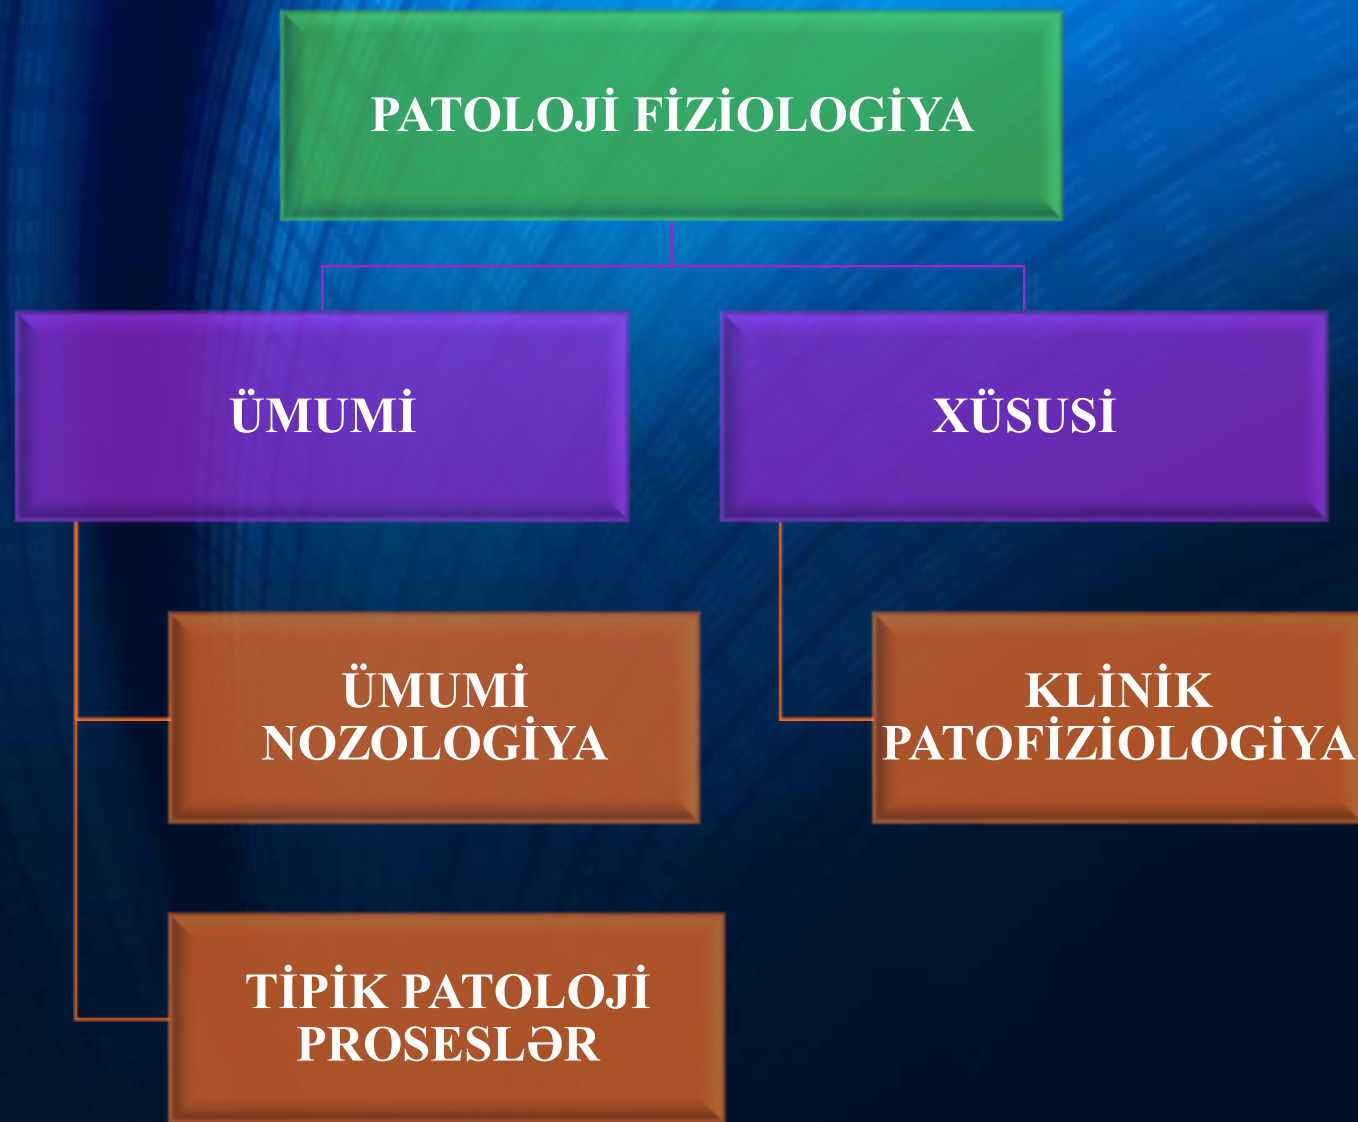 PATOLOJİ FİZİOLOGİYA
ÜMUMİ
XÜSUSİ
ÜMUMİ
NOZOLOGİYA
KLİNİK
PATOFİZİOLOGİYA
TİPİK PATOLOJİ
PROSESLƏR